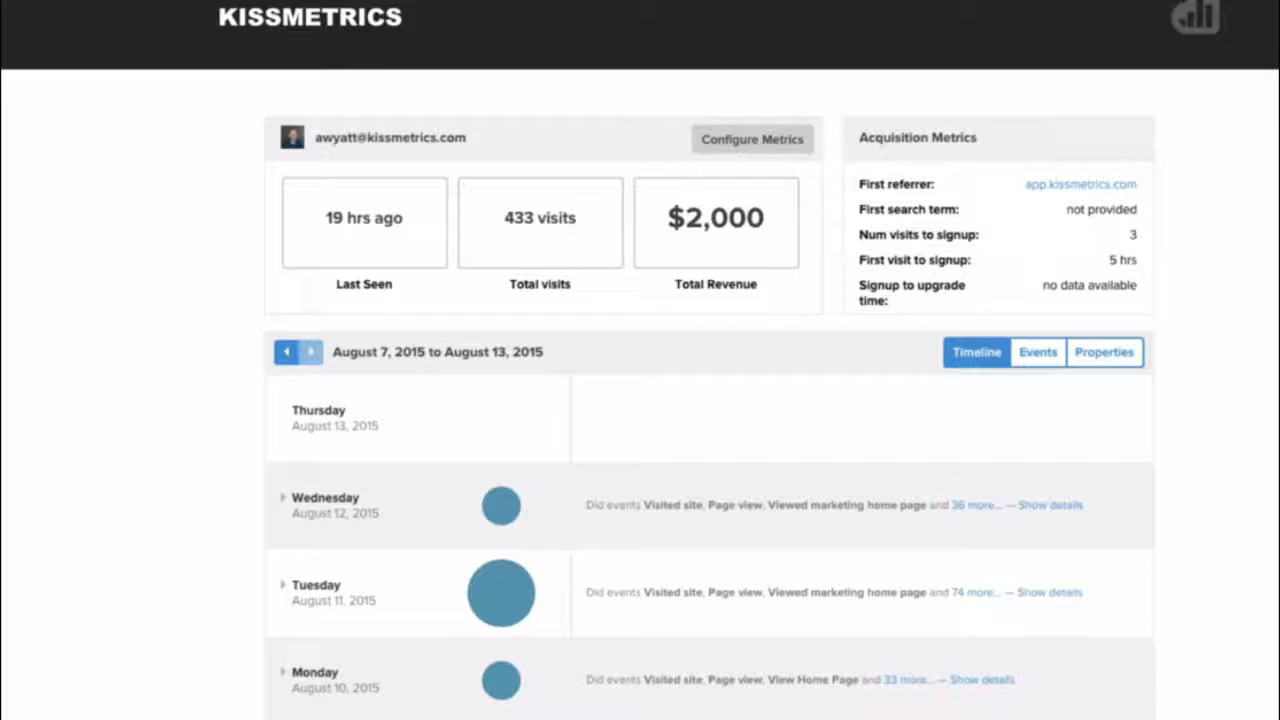 KISSMETRICS
awyatt@kissmetrics.com
Configure Metrics
19 hrs ago
433 visits
$2,000
Last Seen
Total visits
Total Revenue
Acquisition Metrics
First referrer: app.kissmetrics.com
First search term: not provided
Num visits to signup: 3
First visit to signup: 5 hrs
Signup to upgrade time: no data available
August 7, 2015 to August 13, 2015
Timeline
Events
Properties
Thursday
August 13, 2015
Wednesday
August 12, 2015
Did events Visited site, Page view, Viewed marketing home page and 36 more... — Show details
Tuesday
August 11, 2015
Did events Visited site, Page view, Viewed marketing home page and 74 more... — Show details
Monday
August 10, 2015
Did events Visited site, Page view, View Home Page and 33 more... — Show details